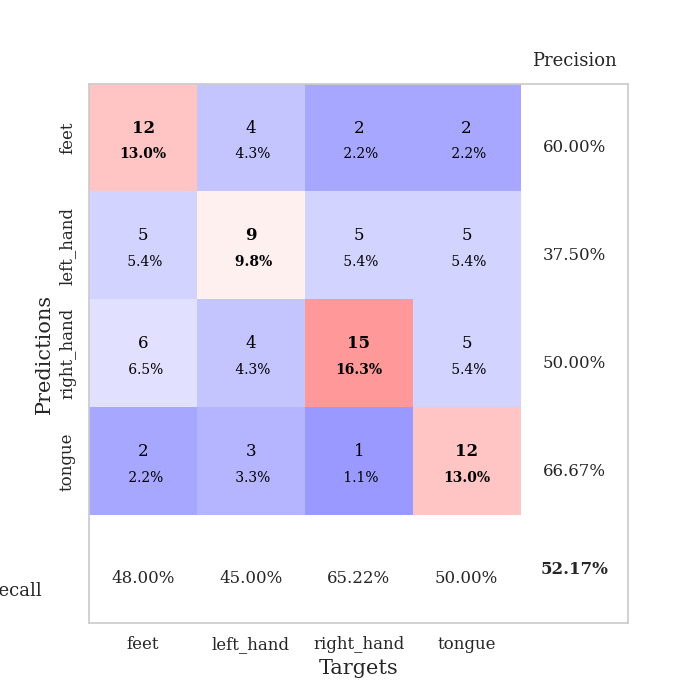 Precision
feet 12 4 2 2 60.00%
13.0% 4.3% 2.2% 2.2%
left_hand 5 9 5 5 37.50%
5.4% 9.8% 5.4% 5.4%
right_hand 6 4 15 5 50.00%
6.5% 4.3% 16.3% 5.4%
tongue 2 3 1 12 66.67%
2.2% 3.3% 1.1% 13.0%
Predictions
ecall 48.00% 45.00% 65.22% 50.00% 52.17%
feet left_hand right_hand tongue
Targets